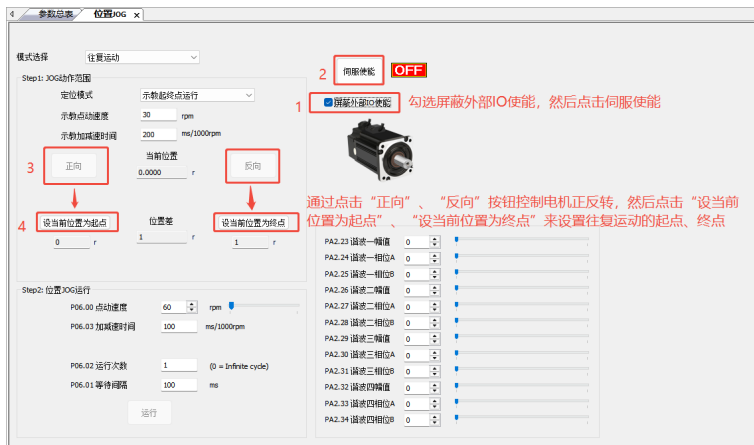 参数总表 位置JOG
模式选择 往复运动
Step1: JOG动作范围
定位模式 示教起终点运行
示教点动速度 30 rpm
示教加减速时间 200 ms/1000rpm
3 正向 当前位置 0.0000 r 反向
4 设当前位置为起点 位置差 设当前位置为终点
0 r 1 r 1 r
2 伺服使能 OFF
1 屏蔽外部IO使能 勾选屏蔽外部IO使能，然后点击伺服使能
通过点击“正向”、“反向”按钮控制电机正反转，然后点击“设当前
位置为起点”、“设当前位置为终点”来设置往复运动的起点、终点
Step2: 位置JOG运行
P06.00 点动速度 60 rpm
P06.03 加减速时间 100 ms/1000rpm
P06.02 运行次数 1 (0 = Infinite cycle)
P06.01 等待间隔 100 ms
运行
PA2.23 谐波一幅值 0
PA2.24 谐波一相位A 0
PA2.25 谐波一相位B 0
PA2.26 谐波二幅值 0
PA2.27 谐波二相位A 0
PA2.28 谐波二相位B 0
PA2.29 谐波三幅值 0
PA2.30 谐波三相位A 0
PA2.31 谐波三相位B 0
PA2.32 谐波四幅值 0
PA2.33 谐波四相位A 0
PA2.34 谐波四相位B 0